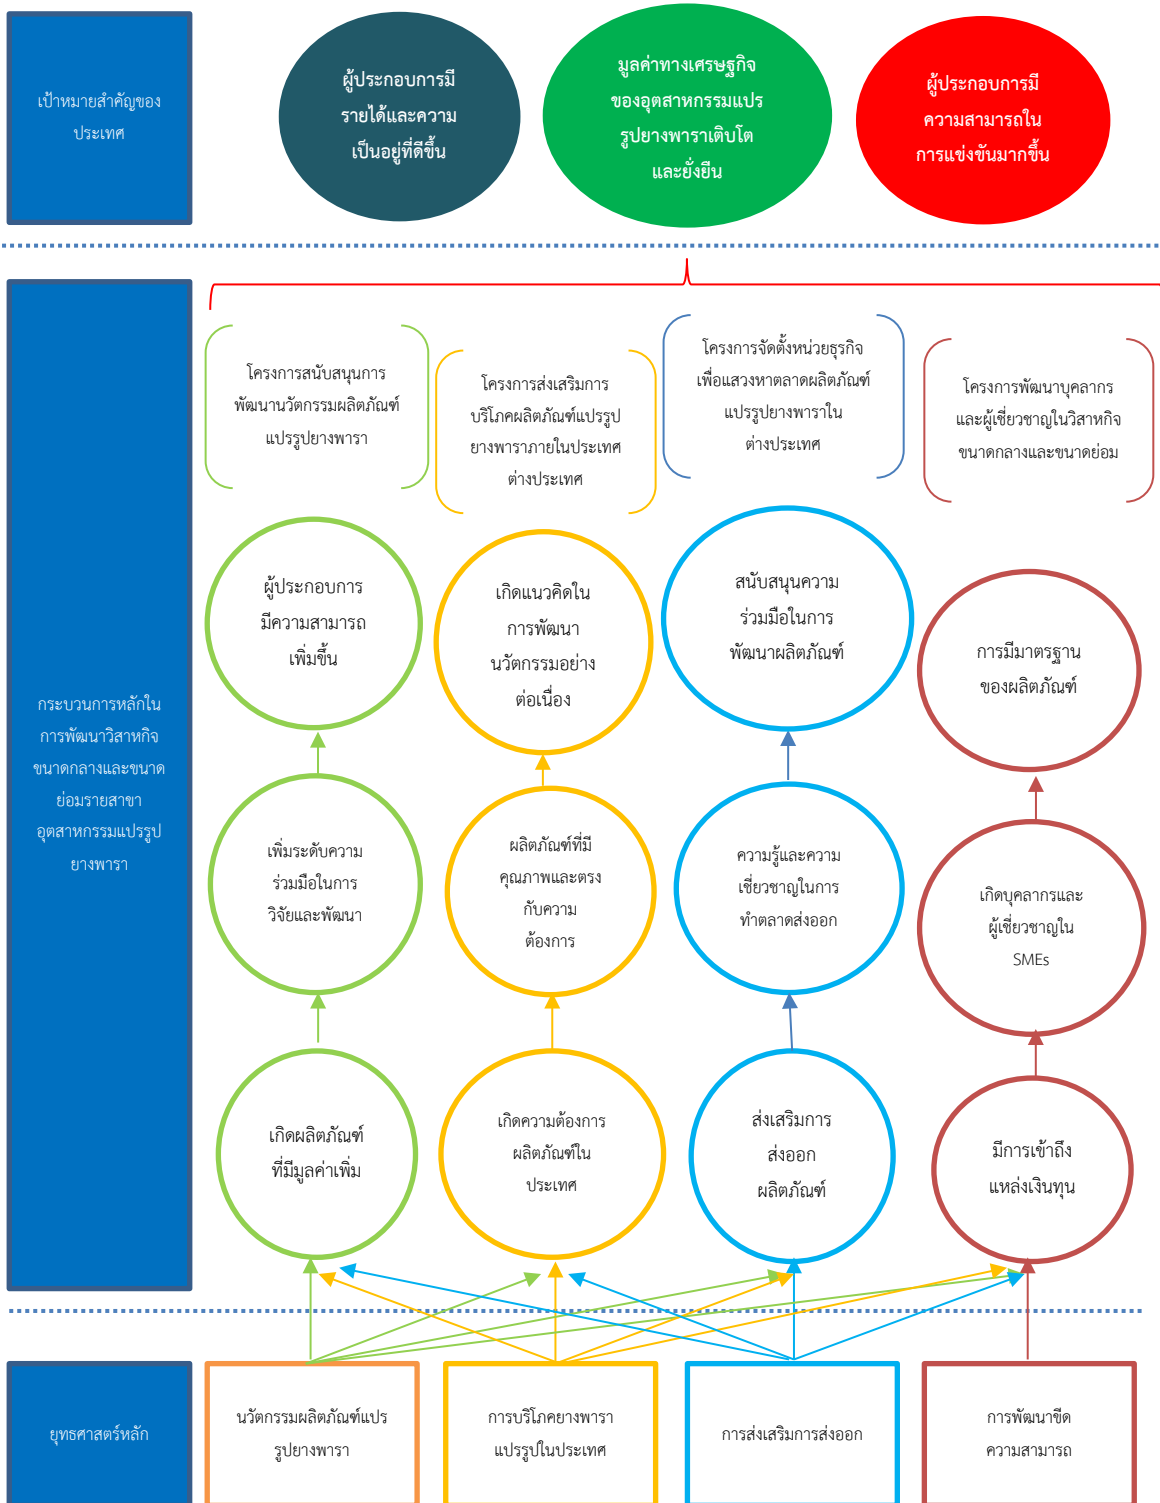 เป้าหมายสำคัญของ
ประเทศ
ผู้ประกอบการมี
รายได้และความ
เป็นอยู่ที่ดีขึ้น
มูลค่าทางเศรษฐกิจ
ของอุตสาหกรรมแปร
รูปยางพาราเติบโต
และยั่งยืน
ผู้ประกอบการมี
ความสามารถใน
การแข่งขันมากขึ้น
กระบวนการหลักใน
การพัฒนาวิสาหกิจ
ขนาดกลางและขนาด
ย่อมรายสาขา
อุตสาหกรรมแปรรูป
ยางพารา
โครงการสนับสนุนการ
พัฒนานวัตกรรมผลิตภัณฑ์
แปรรูปยางพารา
โครงการส่งเสริมการ
บริโภคผลิตภัณฑ์แปรรูป
ยางพาราภายในประเทศ
ต่างประเทศ
โครงการจัดตั้งหน่วยธุรกิจ
เพื่อแสวงหาตลาดผลิตภัณฑ์
แปรรูปยางพาราใน
ต่างประเทศ
โครงการพัฒนาบุคลากร
และผู้เชี่ยวชาญในวิสาหกิจ
ขนาดกลางและขนาดย่อม
ผู้ประกอบการ
มีความสามารถ
เพิ่มขึ้น
เกิดแนวคิดใน
การพัฒนา
นวัตกรรมอย่าง
ต่อเนื่อง
สนับสนุนความ
ร่วมมือในการ
พัฒนาผลิตภัณฑ์
การมีมาตรฐาน
ของผลิตภัณฑ์
เพิ่มระดับความ
ร่วมมือในการ
วิจัยและพัฒนา
ผลิตภัณฑ์ที่มี
คุณภาพและตรง
กับความ
ต้องการ
ความรู้และความ
เชี่ยวชาญในการ
ทำตลาดส่งออก
เกิดบุคลากรและ
ผู้เชี่ยวชาญใน
SMEs
เกิดผลิตภัณฑ์
ที่มีมูลค่าเพิ่ม
เกิดความต้องการ
ผลิตภัณฑ์ใน
ประเทศ
ส่งเสริมการ
ส่งออก
ผลิตภัณฑ์
มีการเข้าถึง
แหล่งเงินทุน
ยุทธศาสตร์หลัก
นวัตกรรมผลิตภัณฑ์แปร
รูปยางพารา
การบริโภคยางพารา
แปรรูปในประเทศ
การส่งเสริมการส่งออก
การพัฒนาขีด
ความสามารถ